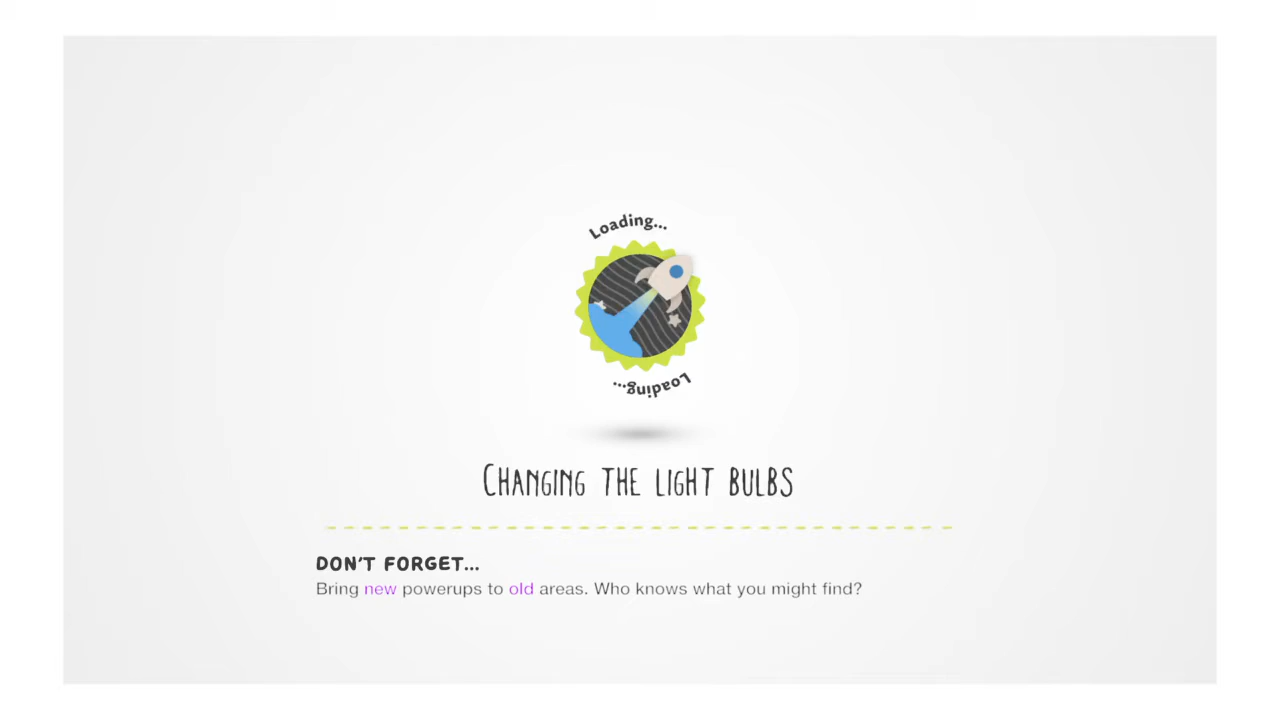 Loading...
Loading...
Changing the light bulbs
DON'T FORGET...
Bring new powerups to old areas. Who knows what you might find?